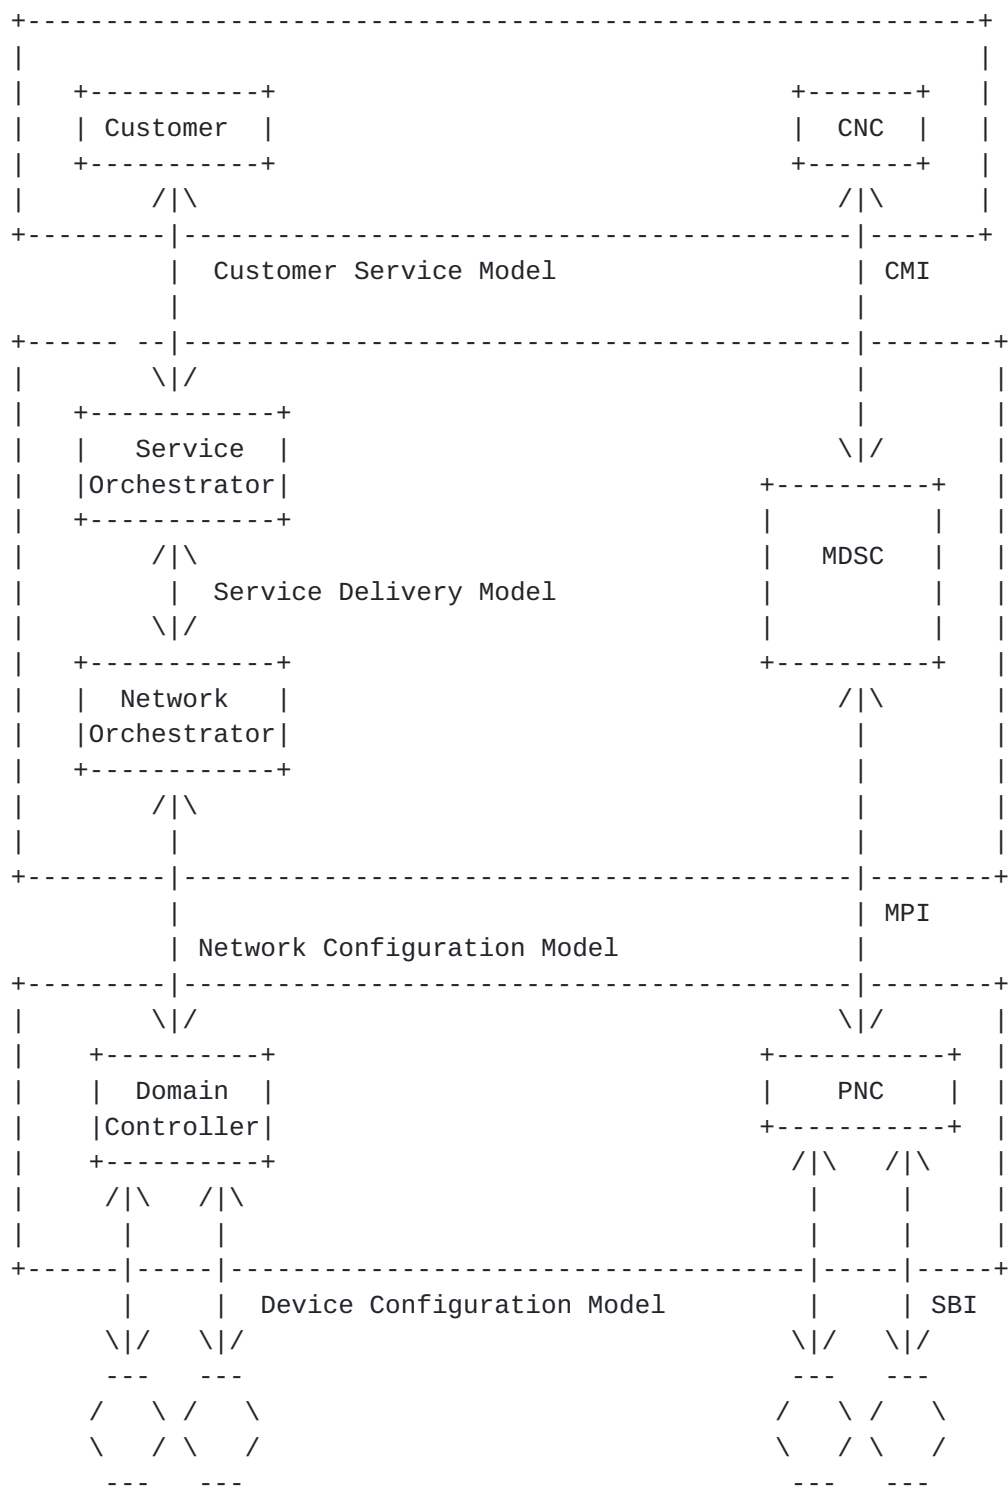 Customer CNC
Customer Service Model CMI
Service
Orchestrator
MDSC
Service Delivery Model
Network
Orchestrator
MPI
Network Configuration Model
Domain PNC
Controller
Device Configuration Model SBI